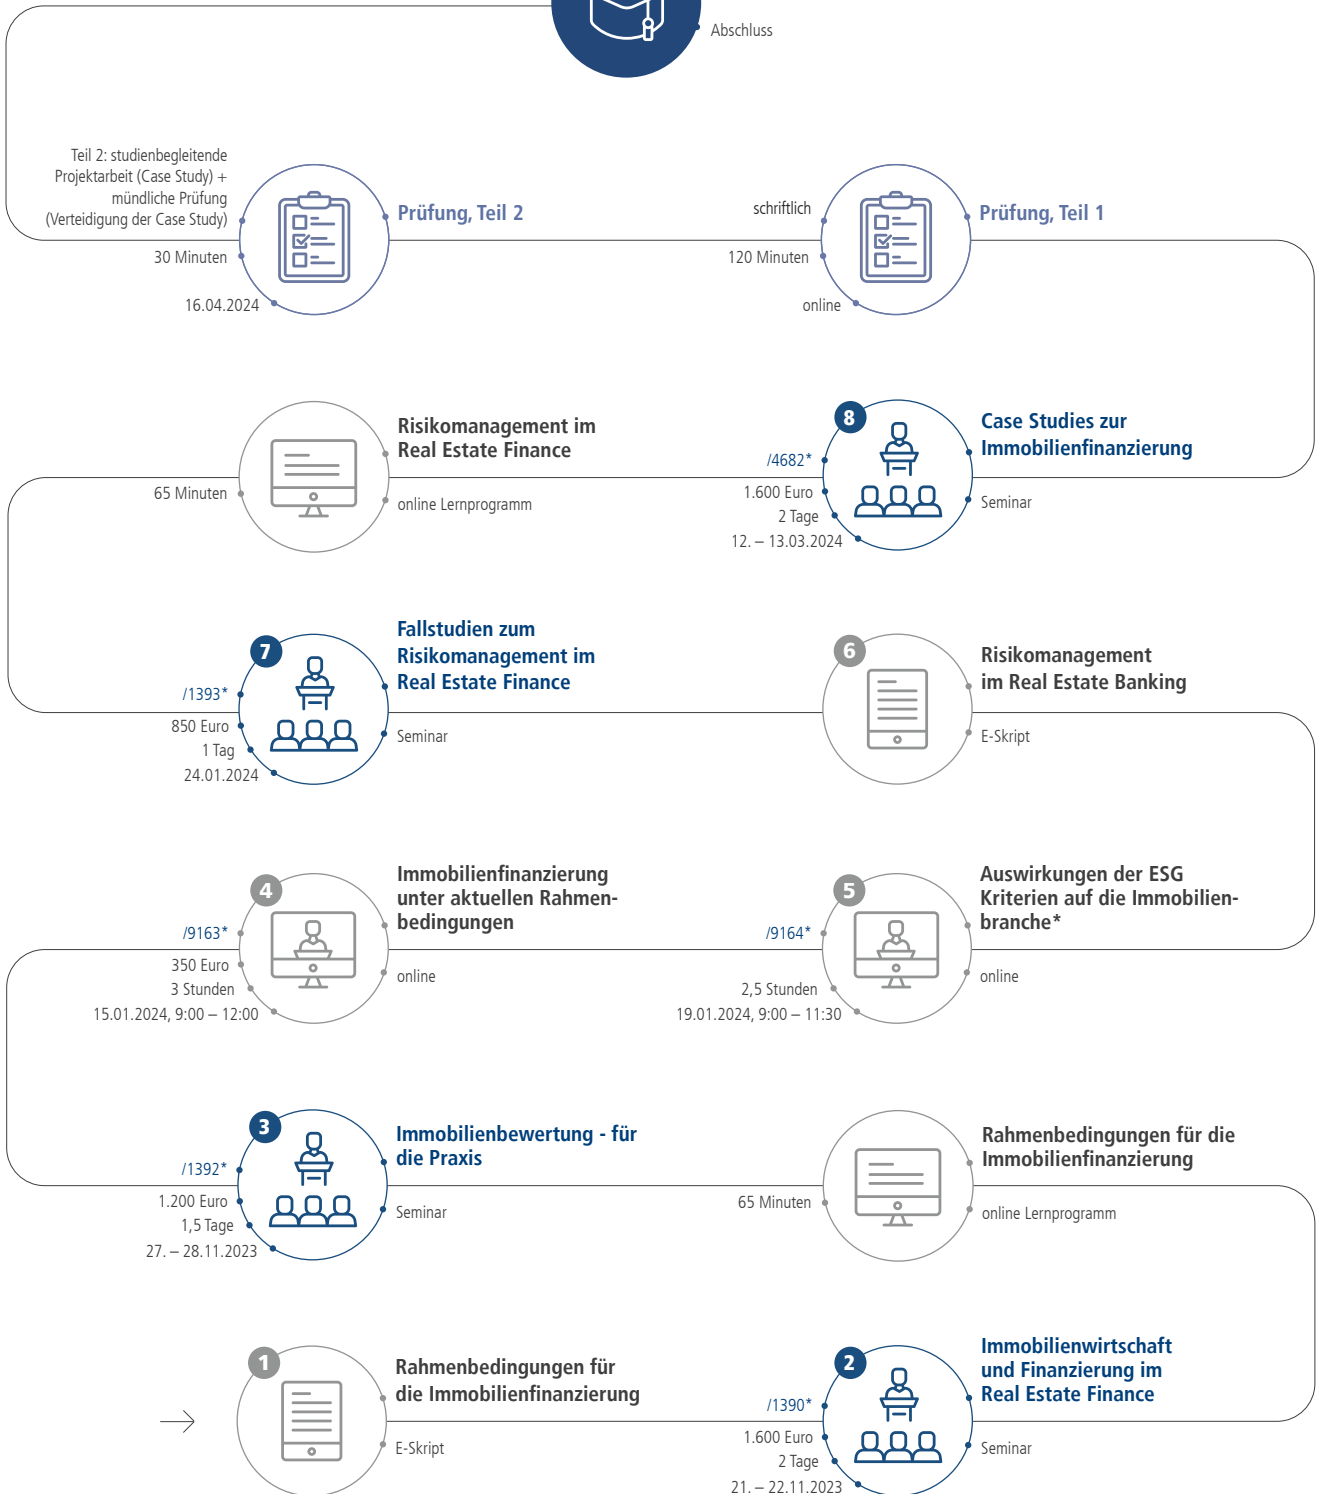 Abschluss
Teil 2: studienbegleitende
Projektarbeit (Case Study) +
mündliche Prüfung
(Verteidigung der Case Study)
30 Minuten
16.04.2024
Prüfung, Teil 2
schriftlich
120 Minuten
online
Prüfung, Teil 1
65 Minuten
Risikomanagement im
Real Estate Finance
online Lernprogramm
8
/4682*
1.600 Euro
2 Tage
12. – 13.03.2024
Case Studies zur
Immobilienfinanzierung
Seminar
7
/1393*
850 Euro
1 Tag
24.01.2024
Fallstudien zum
Risikomanagement im
Real Estate Finance
Seminar
6
Risikomanagement
im Real Estate Banking
E-Skript
4
/9163*
350 Euro
3 Stunden
15.01.2024, 9:00 – 12:00
Immobilienfinanzierung
unter aktuellen Rahmen-
bedingungen
online
5
/9164*
2,5 Stunden
19.01.2024, 9:00 – 11:30
Auswirkungen der ESG
Kriterien auf die Immobilien-
branche*
online
3
/1392*
1.200 Euro
1,5 Tage
27. – 28.11.2023
Immobilienbewertung - für
die Praxis
Seminar
65 Minuten
Rahmenbedingungen für die
Immobilienfinanzierung
online Lernprogramm
1
Rahmenbedingungen für
die Immobilienfinanzierung
E-Skript
2
/1390*
1.600 Euro
2 Tage
21. – 22.11.2023
Immobilienwirtschaft
und Finanzierung im
Real Estate Finance
Seminar